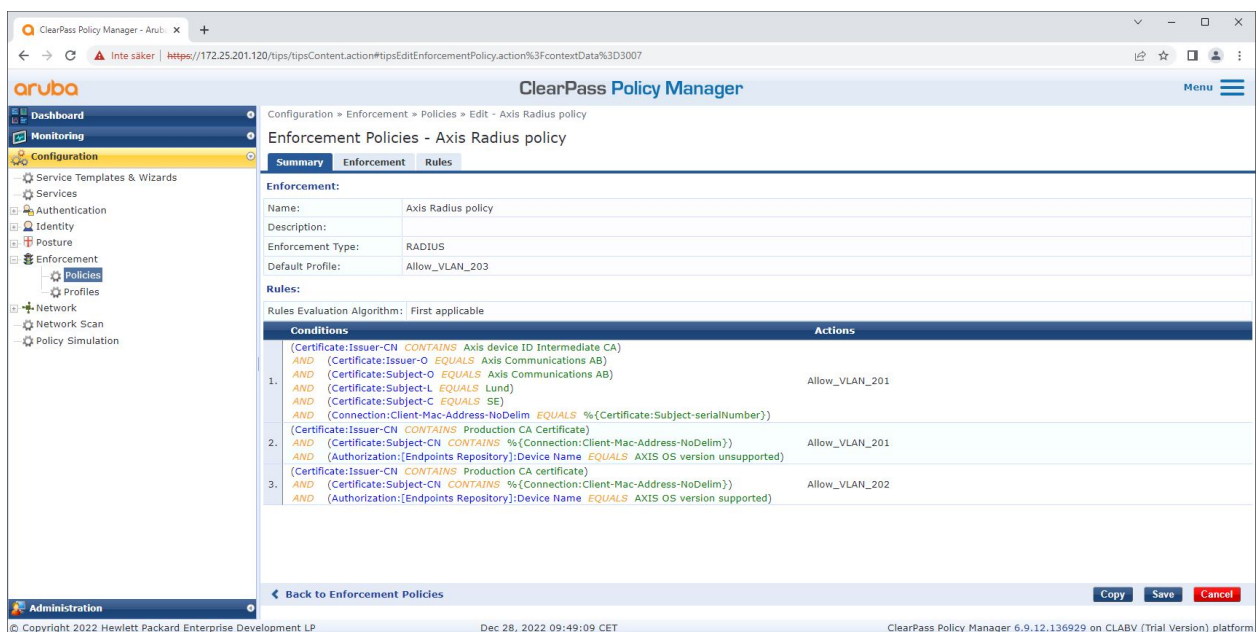 ClearPass Policy Manager - Arub
Inte säker | https://172.25.201.120/tips/tipsContent.action#tipsEditEnforcementPolicy.action%3FcontextData%3D3007
aruba
ClearPass Policy Manager
Menu
Dashboard
Monitoring
Configuration
Service Templates & Wizards
Services
Authentication
Identity
Posture
Enforcement
Policies
Profiles
Network
Network Scan
Policy Simulation
Administration
Configuration » Enforcement » Policies » Edit - Axis Radius policy
Enforcement Policies - Axis Radius policy
Summary Enforcement Rules
Enforcement:
Name: Axis Radius policy
Description:
Enforcement Type: RADIUS
Default Profile: Allow_VLAN_203
Rules:
Rules Evaluation Algorithm: First applicable
Conditions Actions
(Certificate:Issuer-CN CONTAINS Axis device ID Intermediate CA)
AND (Certificate:Issuer-O EQUALS Axis Communications AB)
AND (Certificate:Subject-O EQUALS Axis Communications AB)
1. AND (Certificate:Subject-L EQUALS Lund) Allow_VLAN_201
AND (Certificate:Subject-C EQUALS SE)
AND (Connection:Client-Mac-Address-NoDelim EQUALS %{Certificate:Subject-serialNumber})
(Certificate:Issuer-CN CONTAINS Production CA Certificate)
2. AND (Certificate:Subject-CN CONTAINS %{Connection:Client-Mac-Address-NoDelim}) Allow_VLAN_201
AND (Authorization:[Endpoints Repository]:Device Name EQUALS AXIS OS version unsupported)
(Certificate:Issuer-CN CONTAINS Production CA certificate)
3. AND (Certificate:Subject-CN CONTAINS %{Connection:Client-Mac-Address-NoDelim}) Allow_VLAN_202
AND (Authorization:[Endpoints Repository]:Device Name EQUALS AXIS OS version supported)
Back to Enforcement Policies
Copy Save Cancel
© Copyright 2022 Hewlett Packard Enterprise Development LP Dec 28, 2022 09:49:09 CET ClearPass Policy Manager 6.9.12.136929 on CLABV (Trial Version) platform